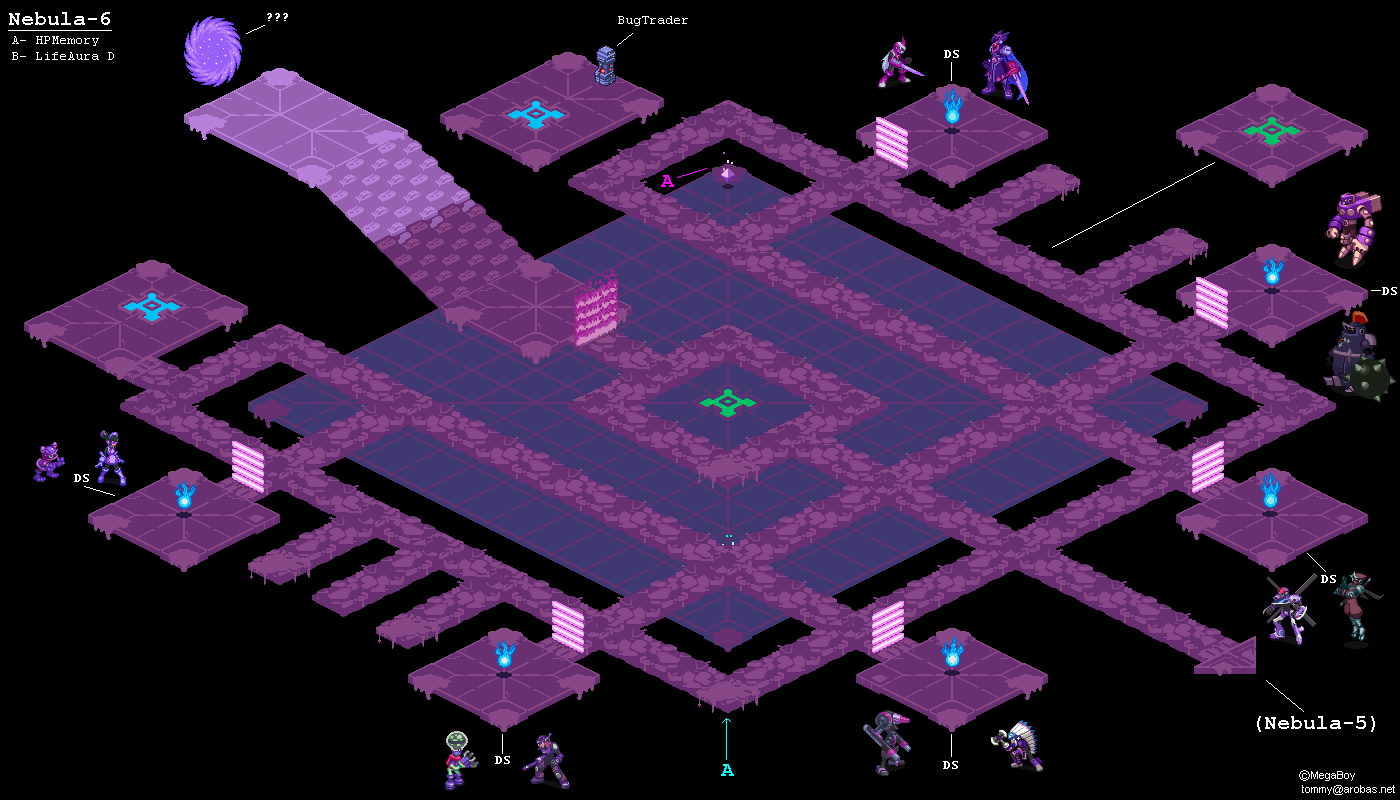 Nebula-6
A- HPMemory
B- LifeAura D
???
BugTrader
DS
A
DS
DS
DS
(Nebula-5)
DS
DS
A
©MegaBoy
tommy@arobas.net